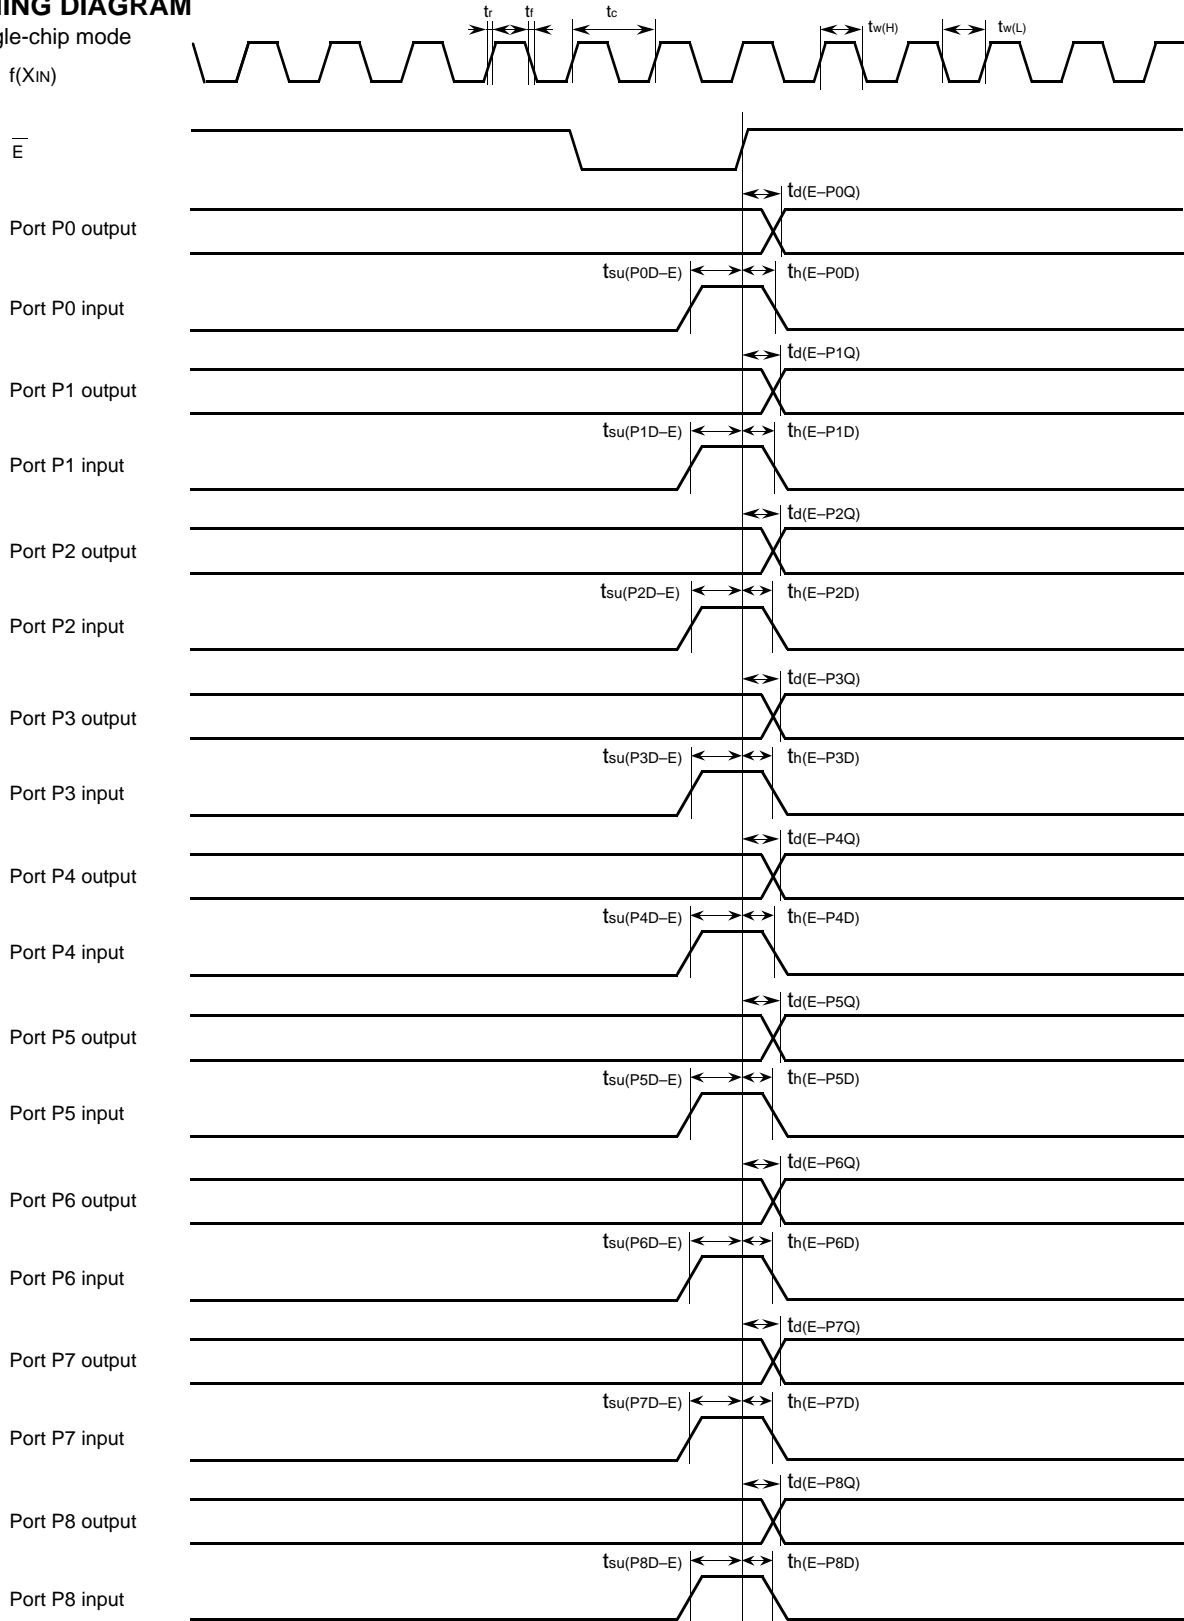 NING DIAGRAM
gle-chip mode
tr tf tc tw(H) tw(L)
f(XIN)
E
td(E–P0Q)
Port P0 output
tsu(P0D–E) th(E–P0D)
Port P0 input
td(E–P1Q)
Port P1 output
tsu(P1D–E) th(E–P1D)
Port P1 input
td(E–P2Q)
Port P2 output
tsu(P2D–E) th(E–P2D)
Port P2 input
td(E–P3Q)
Port P3 output
tsu(P3D–E) th(E–P3D)
Port P3 input
td(E–P4Q)
Port P4 output
tsu(P4D–E) th(E–P4D)
Port P4 input
td(E–P5Q)
Port P5 output
tsu(P5D–E) th(E–P5D)
Port P5 input
td(E–P6Q)
Port P6 output
tsu(P6D–E) th(E–P6D)
Port P6 input
td(E–P7Q)
Port P7 output
tsu(P7D–E) th(E–P7D)
Port P7 input
td(E–P8Q)
Port P8 output
tsu(P8D–E) th(E–P8D)
Port P8 input